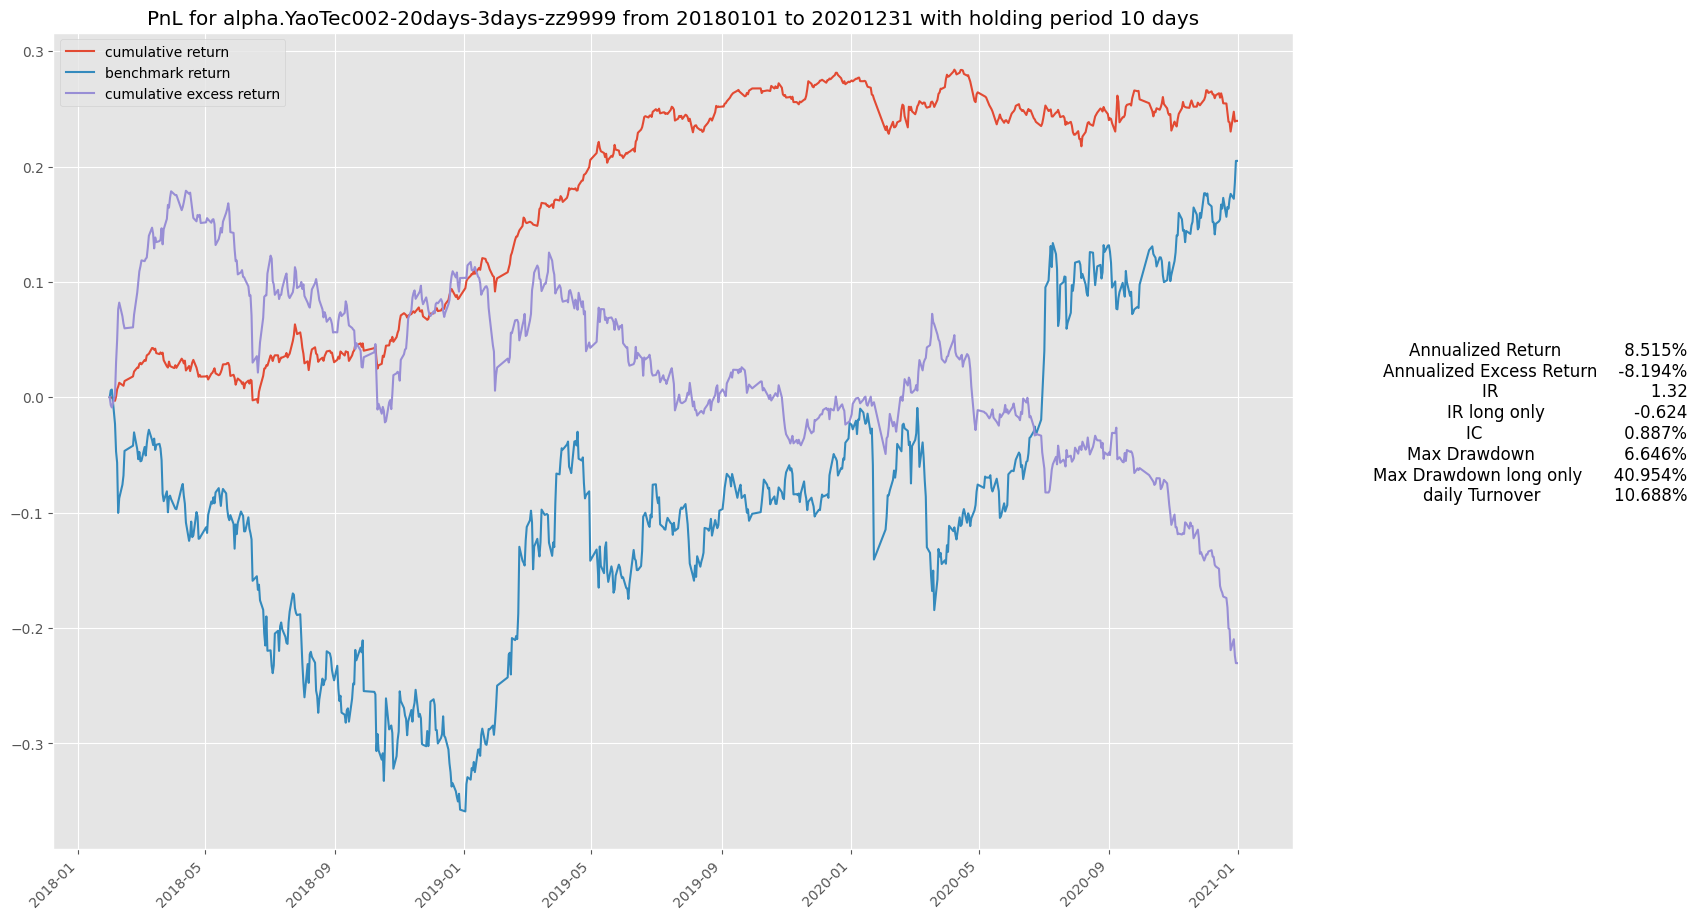 PnL for alpha.YaoTec002-20days-3days-zz9999 from 20180101 to 20201231 with holding period 10 days
cumulative return
benchmark return
cumulative excess return
0.3
0.2
0.1
0.0
−0.1
−0.2
−0.3
2018-01
2018-05
2018-09
2019-01
2019-05
2019-09
2020-01
2020-05
2020-09
2021-01
Annualized Return 8.515%
Annualized Excess Return -8.194%
IR 1.32
IR long only -0.624
IC 0.887%
Max Drawdown 6.646%
Max Drawdown long only 40.954%
daily Turnover 10.688%